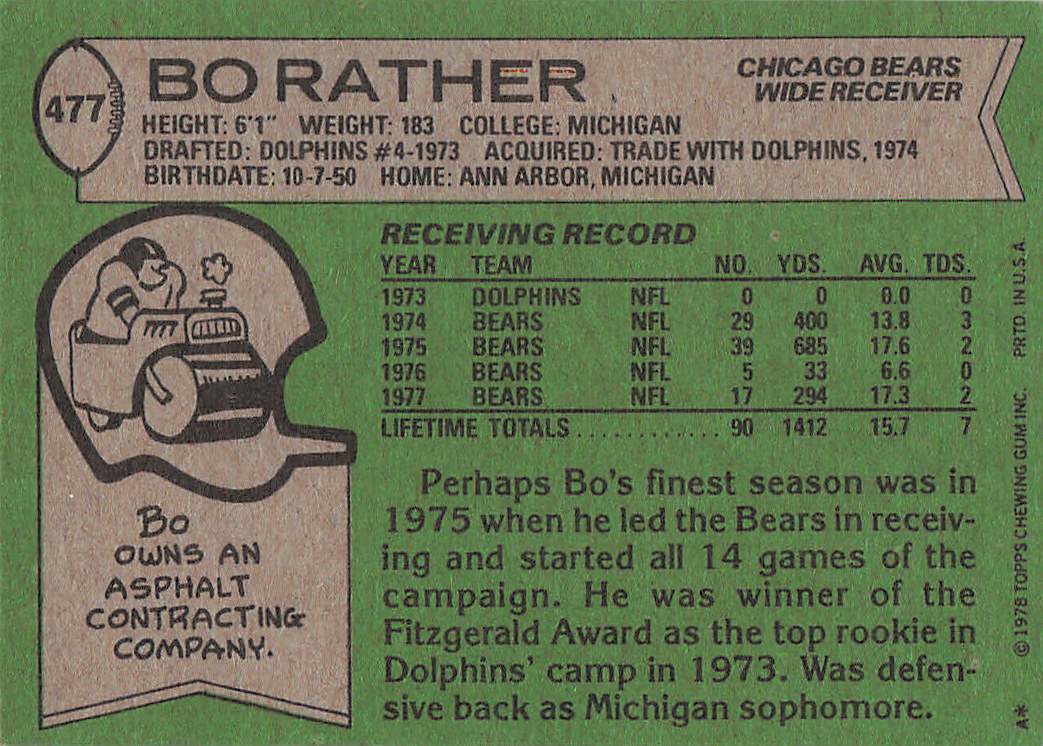 477
BO RATHER
CHICAGO BEARS
WIDE RECEIVER
HEIGHT: 6'1" WEIGHT: 183 COLLEGE: MICHIGAN
DRAFTED: DOLPHINS #4-1973 ACQUIRED: TRADE WITH DOLPHINS, 1974
BIRTHDATE: 10-7-50 HOME: ANN ARBOR, MICHIGAN
RECEIVING RECORD
YEAR TEAM NO. YDS. AVG. TDS.
1973 DOLPHINS NFL 0 0 0.0 0
1974 BEARS NFL 29 400 13.8 3
1975 BEARS NFL 39 685 17.6 2
1976 BEARS NFL 5 33 6.6 0
1977 BEARS NFL 17 294 17.3 2
LIFETIME TOTALS............ 90 1412 15.7 7
Perhaps Bo's finest season was in
1975 when he led the Bears in receiv-
ing and started all 14 games of the
campaign. He was winner of the
Fitzgerald Award as the top rookie in
Dolphins' camp in 1973. Was defen-
sive back as Michigan sophomore.
BO
OWNS AN
ASPHALT
CONTRACTING
COMPANY.
A* ©1978 TOPPS CHEWING GUM INC. PRTD. IN U.S.A.